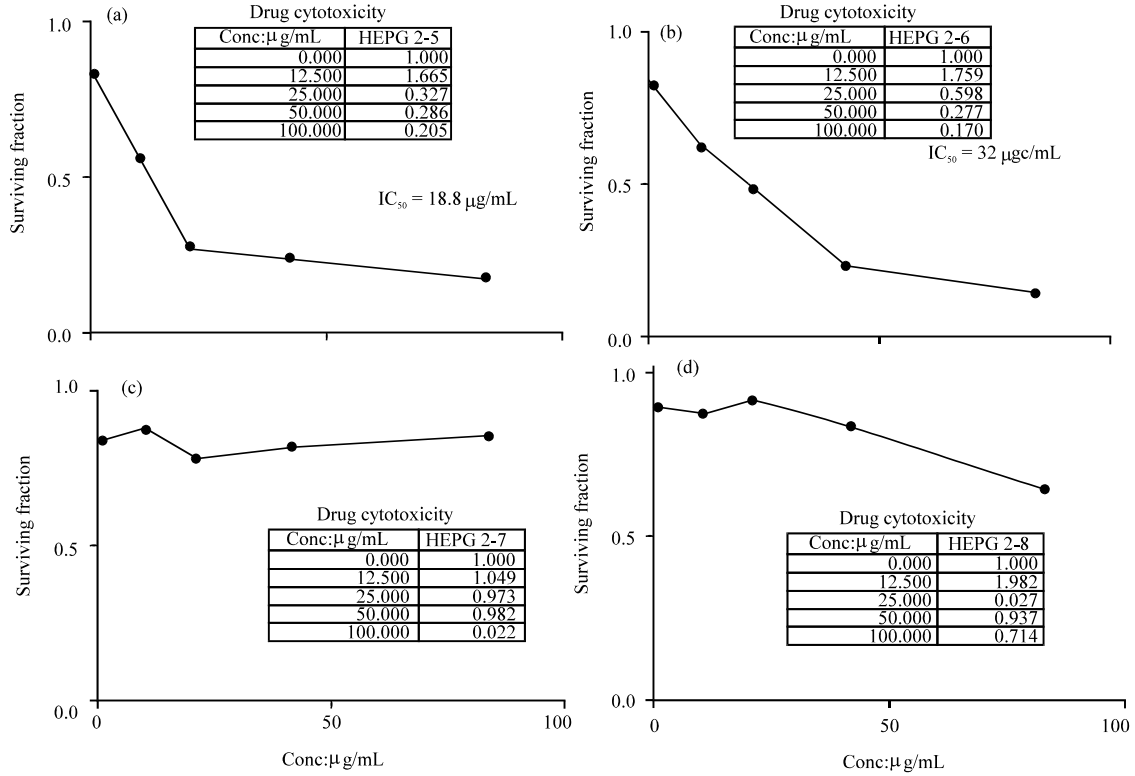 (a)
Drug cytotoxicity
Conc:μ g/mL HEPG 2-5
0.000 1.000
12.500 1.665
25.000 0.327
50.000 0.286
100.000 0.205
IC₅₀ = 18.8 μg/mL
1.0
0.5
0.0
Surviving fraction
(b)
Drug cytotoxicity
Conc:μ g/mL HEPG 2-6
0.000 1.000
12.500 1.759
25.000 0.598
50.000 0.277
100.000 0.170
IC₅₀ = 32 μgc/mL
1.0
0.5
0.0
Surviving fraction
(c)
1.0
0.5
0.0
Surviving fraction
Drug cytotoxicity
Conc:μ g/mL HEPG 2-7
0.000 1.000
12.500 1.049
25.000 0.973
50.000 0.982
100.000 0.022
0 50 100
Conc:μ g/mL
(d)
1.0
0.5
0.0
Surviving fraction
Drug cytotoxicity
Conc:μ g/mL HEPG 2-8
0.000 1.000
12.500 1.982
25.000 0.027
50.000 0.937
100.000 0.714
0 50 100
Conc:μ g/mL